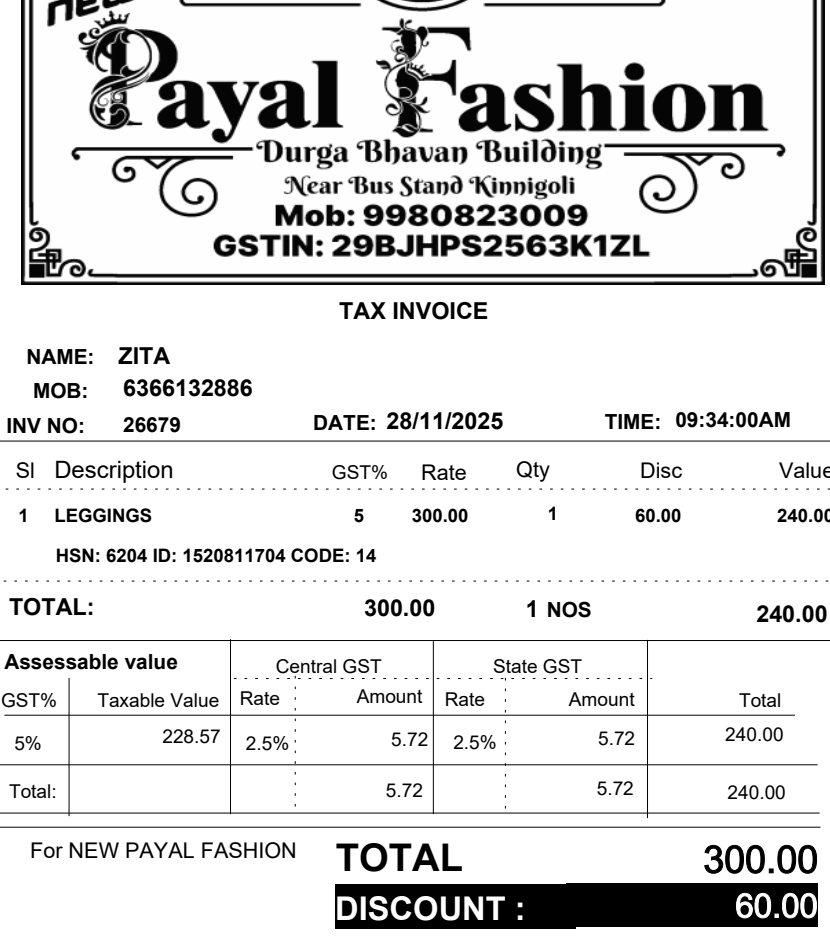 new
Payal Fashion
Durga Bhavan Building
Near Bus Stand Kinnigoli
Mob: 9980823009
GSTIN: 29BJHPS2563K1ZL
TAX INVOICE
NAME: ZITA
MOB: 6366132886
INV NO: 26679 DATE: 28/11/2025 TIME: 09:34:00AM
Sl Description GST% Rate Qty Disc Value
1 LEGGINGS 5 300.00 1 60.00 240.00
HSN: 6204 ID: 1520811704 CODE: 14
TOTAL: 300.00 1 NOS 240.00
Assessable value Central GST State GST
GST% Taxable Value Rate Amount Rate Amount Total
5% 228.57 2.5% 5.72 2.5% 5.72 240.00
Total: 5.72 5.72 240.00
For NEW PAYAL FASHION TOTAL 300.00
DISCOUNT : 60.00